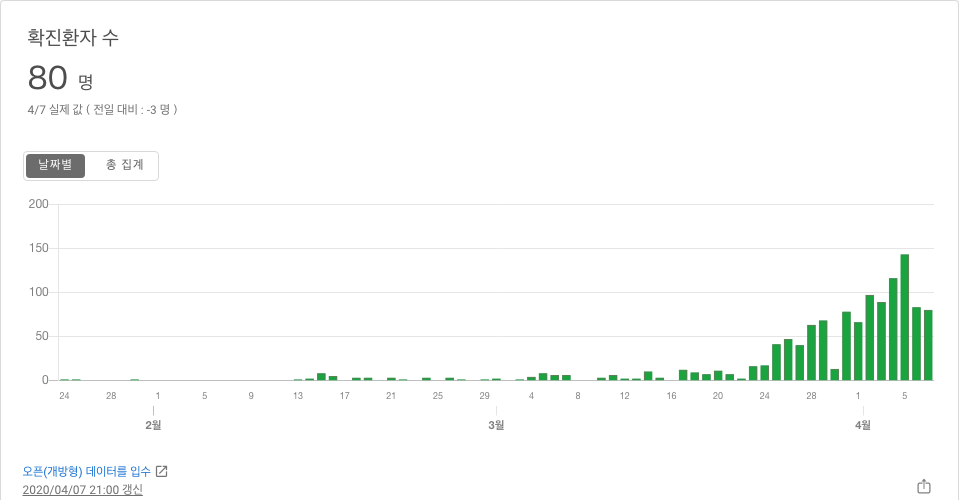 확진환자 수
80 명
4/7 실제 값 ( 전일 대비 : -3 명 )
날짜별 총 집계
200
150
100
50
0
24 28 1 5 9 13 17 21 25 29 4 8 12 16 20 24 28 1 5
2월 3월 4월
오픈(개방형) 데이터를 입수
2020/04/07 21:00 갱신